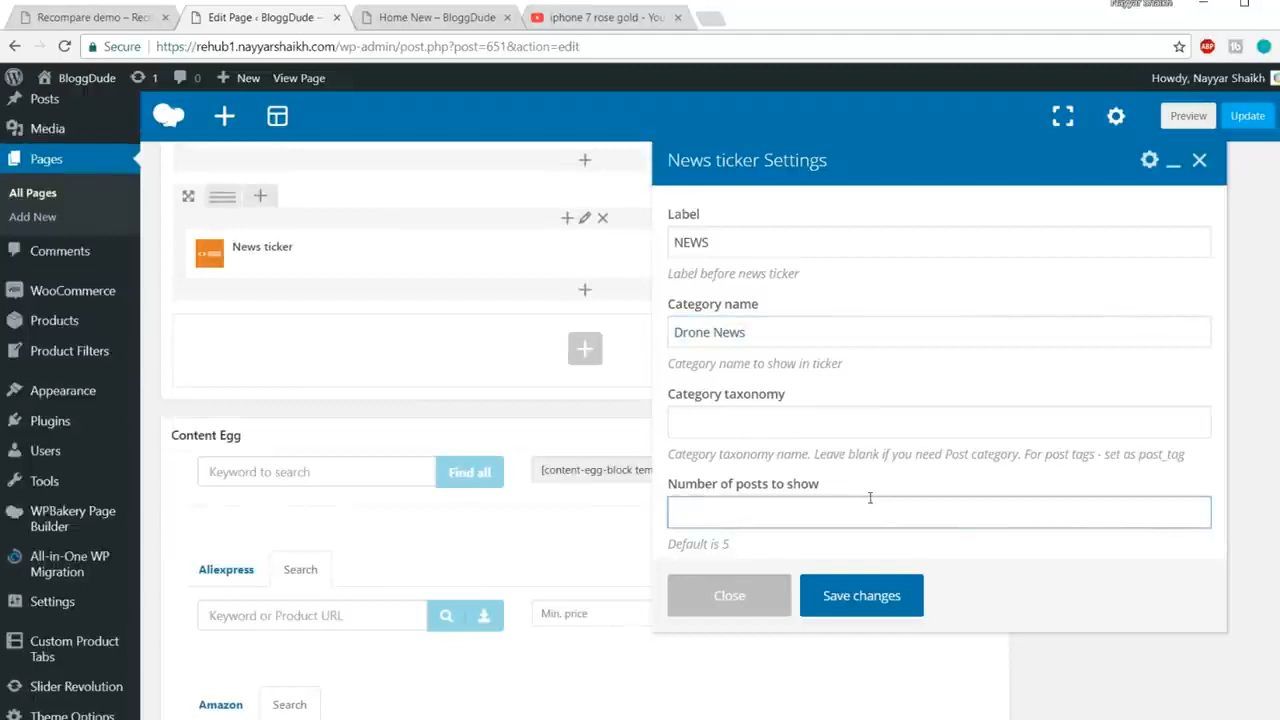 Nayyar Shaikh
Recompare demo – Rec
Edit Page ‹ BloggDude –
Home New – BloggDude
iphone 7 rose gold - You
Secure
https://rehub1.nayyarshaikh.com/wp-admin/post.php?post=651&action=edit
ABP
BloggDude
1
0
New
View Page
Howdy, Nayyar Shaikh
Posts
Media
Pages
All Pages
Add New
Comments
WooCommerce
Products
Product Filters
Appearance
Plugins
Users
Tools
WPBakery Page
Builder
All-in-One WP
Migration
Settings
Custom Product
Tabs
Slider Revolution
Theme Options
Preview
Update
News ticker
Content Egg
Keyword to search
Find all
[content-egg-block tem
Aliexpress
Search
Keyword or Product URL
Min. price
Amazon
Search
News ticker Settings
Label
NEWS
Label before news ticker
Category name
Drone News
Category name to show in ticker
Category taxonomy
Category taxonomy name. Leave blank if you need Post category. For post tags - set as post_tag
Number of posts to show
Default is 5
Close
Save changes